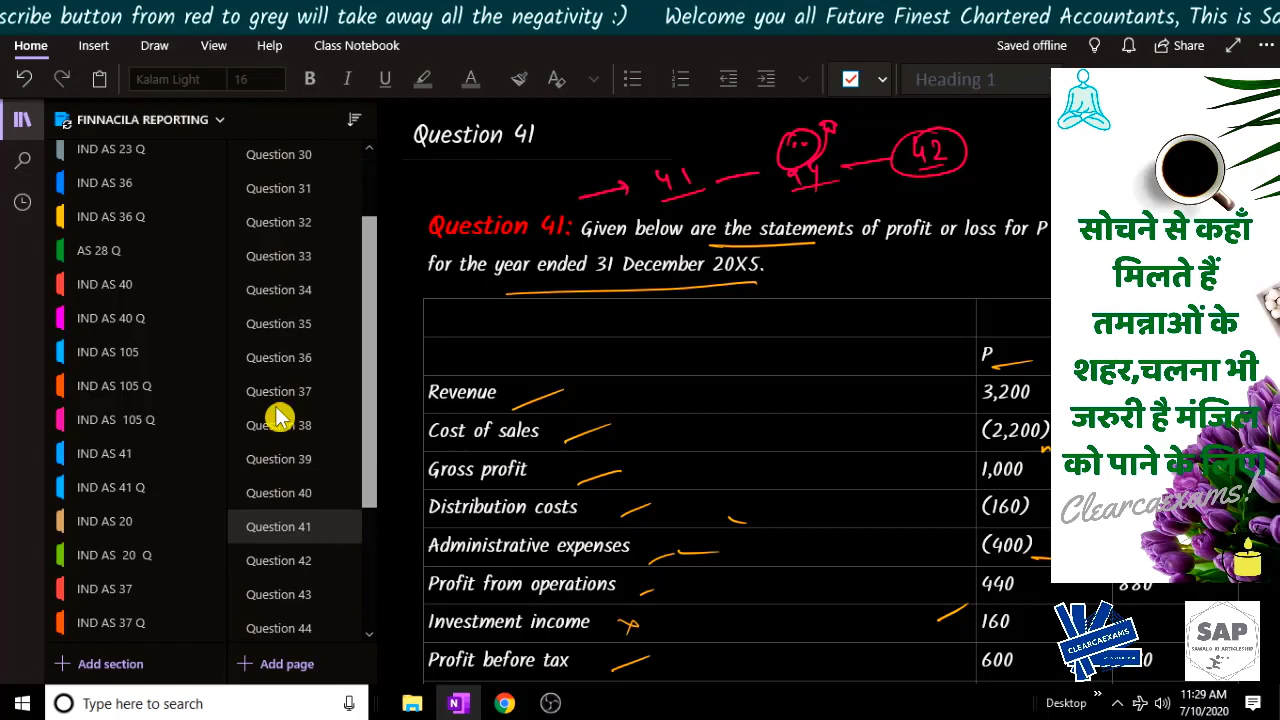 scribe button from red to grey will take away all the negativity :) Welcome you all Future Finest Chartered Accountants, This is Sa
Home Insert Draw View Help Class Notebook Saved offline Share
Kalam Light 16 B I U A Heading 1
FINNACILA REPORTING
IND AS 23 Q
IND AS 36
IND AS 36 Q
AS 28 Q
IND AS 40
IND AS 40 Q
IND AS 105
IND AS 105 Q
IND AS 105 Q
IND AS 41
IND AS 41 Q
IND AS 20
IND AS 20 Q
IND AS 37
IND AS 37 Q
Add section
Question 30
Question 31
Question 32
Question 33
Question 34
Question 35
Question 36
Question 37
38
Question 39
Question 40
Question 41
Question 42
Question 43
Question 44
Add page
Question 41
41 44 42
Question 41: Given below are the statements of profit or loss for P
for the year ended 31 December 20X5.
P
Revenue 3,200
Cost of sales (2,200)
Gross profit 1,000
Distribution costs (160)
Administrative expenses (400)
Profit from operations 440 880
Investment income 160
Profit before tax 600
सोचने से कहाँ
मिलते हैं
तमन्नाओं के
शहर,चलना भी
जरुरी है मंजिल
को पाने के लिए
Clearcaexams!
CLEARCAEXAMS
SAP
SAMALO KI ARTICLESHIP
Type here to search
Desktop
11:29 AM
7/10/2020